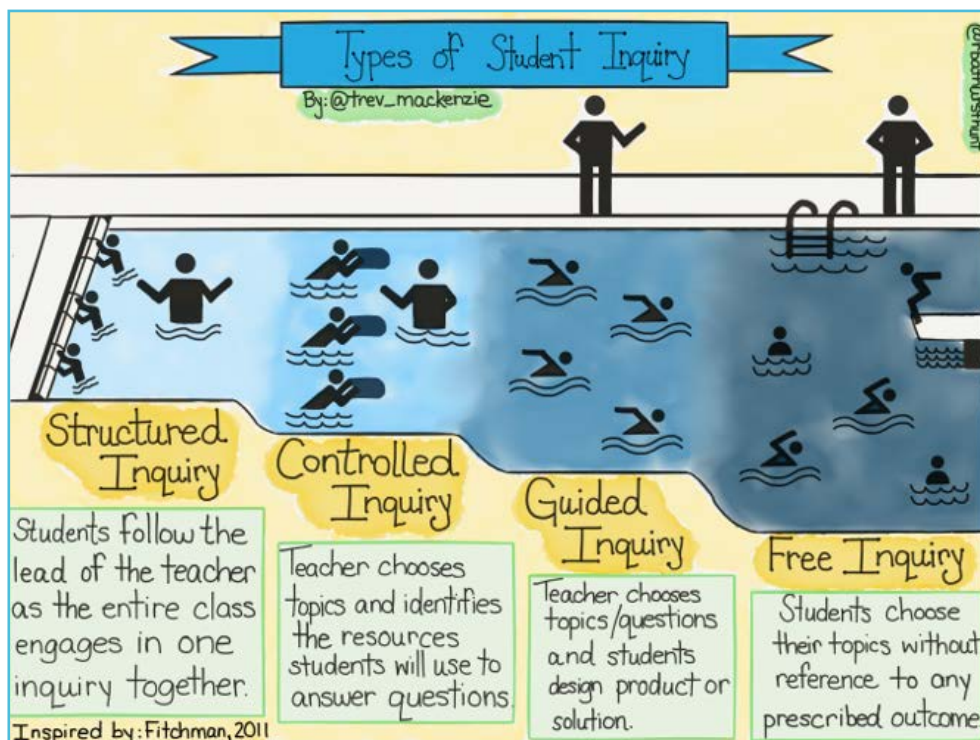 Types of Student Inquiry
By: @trev_mackenzie
Structured
Inquiry
Students follow the
lead of the teacher
as the entire class
engages in one
inquiry together.
Inspired by: Fitchman, 2011
Controlled
Inquiry
Teacher chooses
topics and identifies
the resources
students will use to
answer questions.
Guided
Inquiry
Teacher chooses
topics/questions
and students
design product or
solution.
Free Inquiry
Students choose
their topics without
reference to any
prescribed outcome